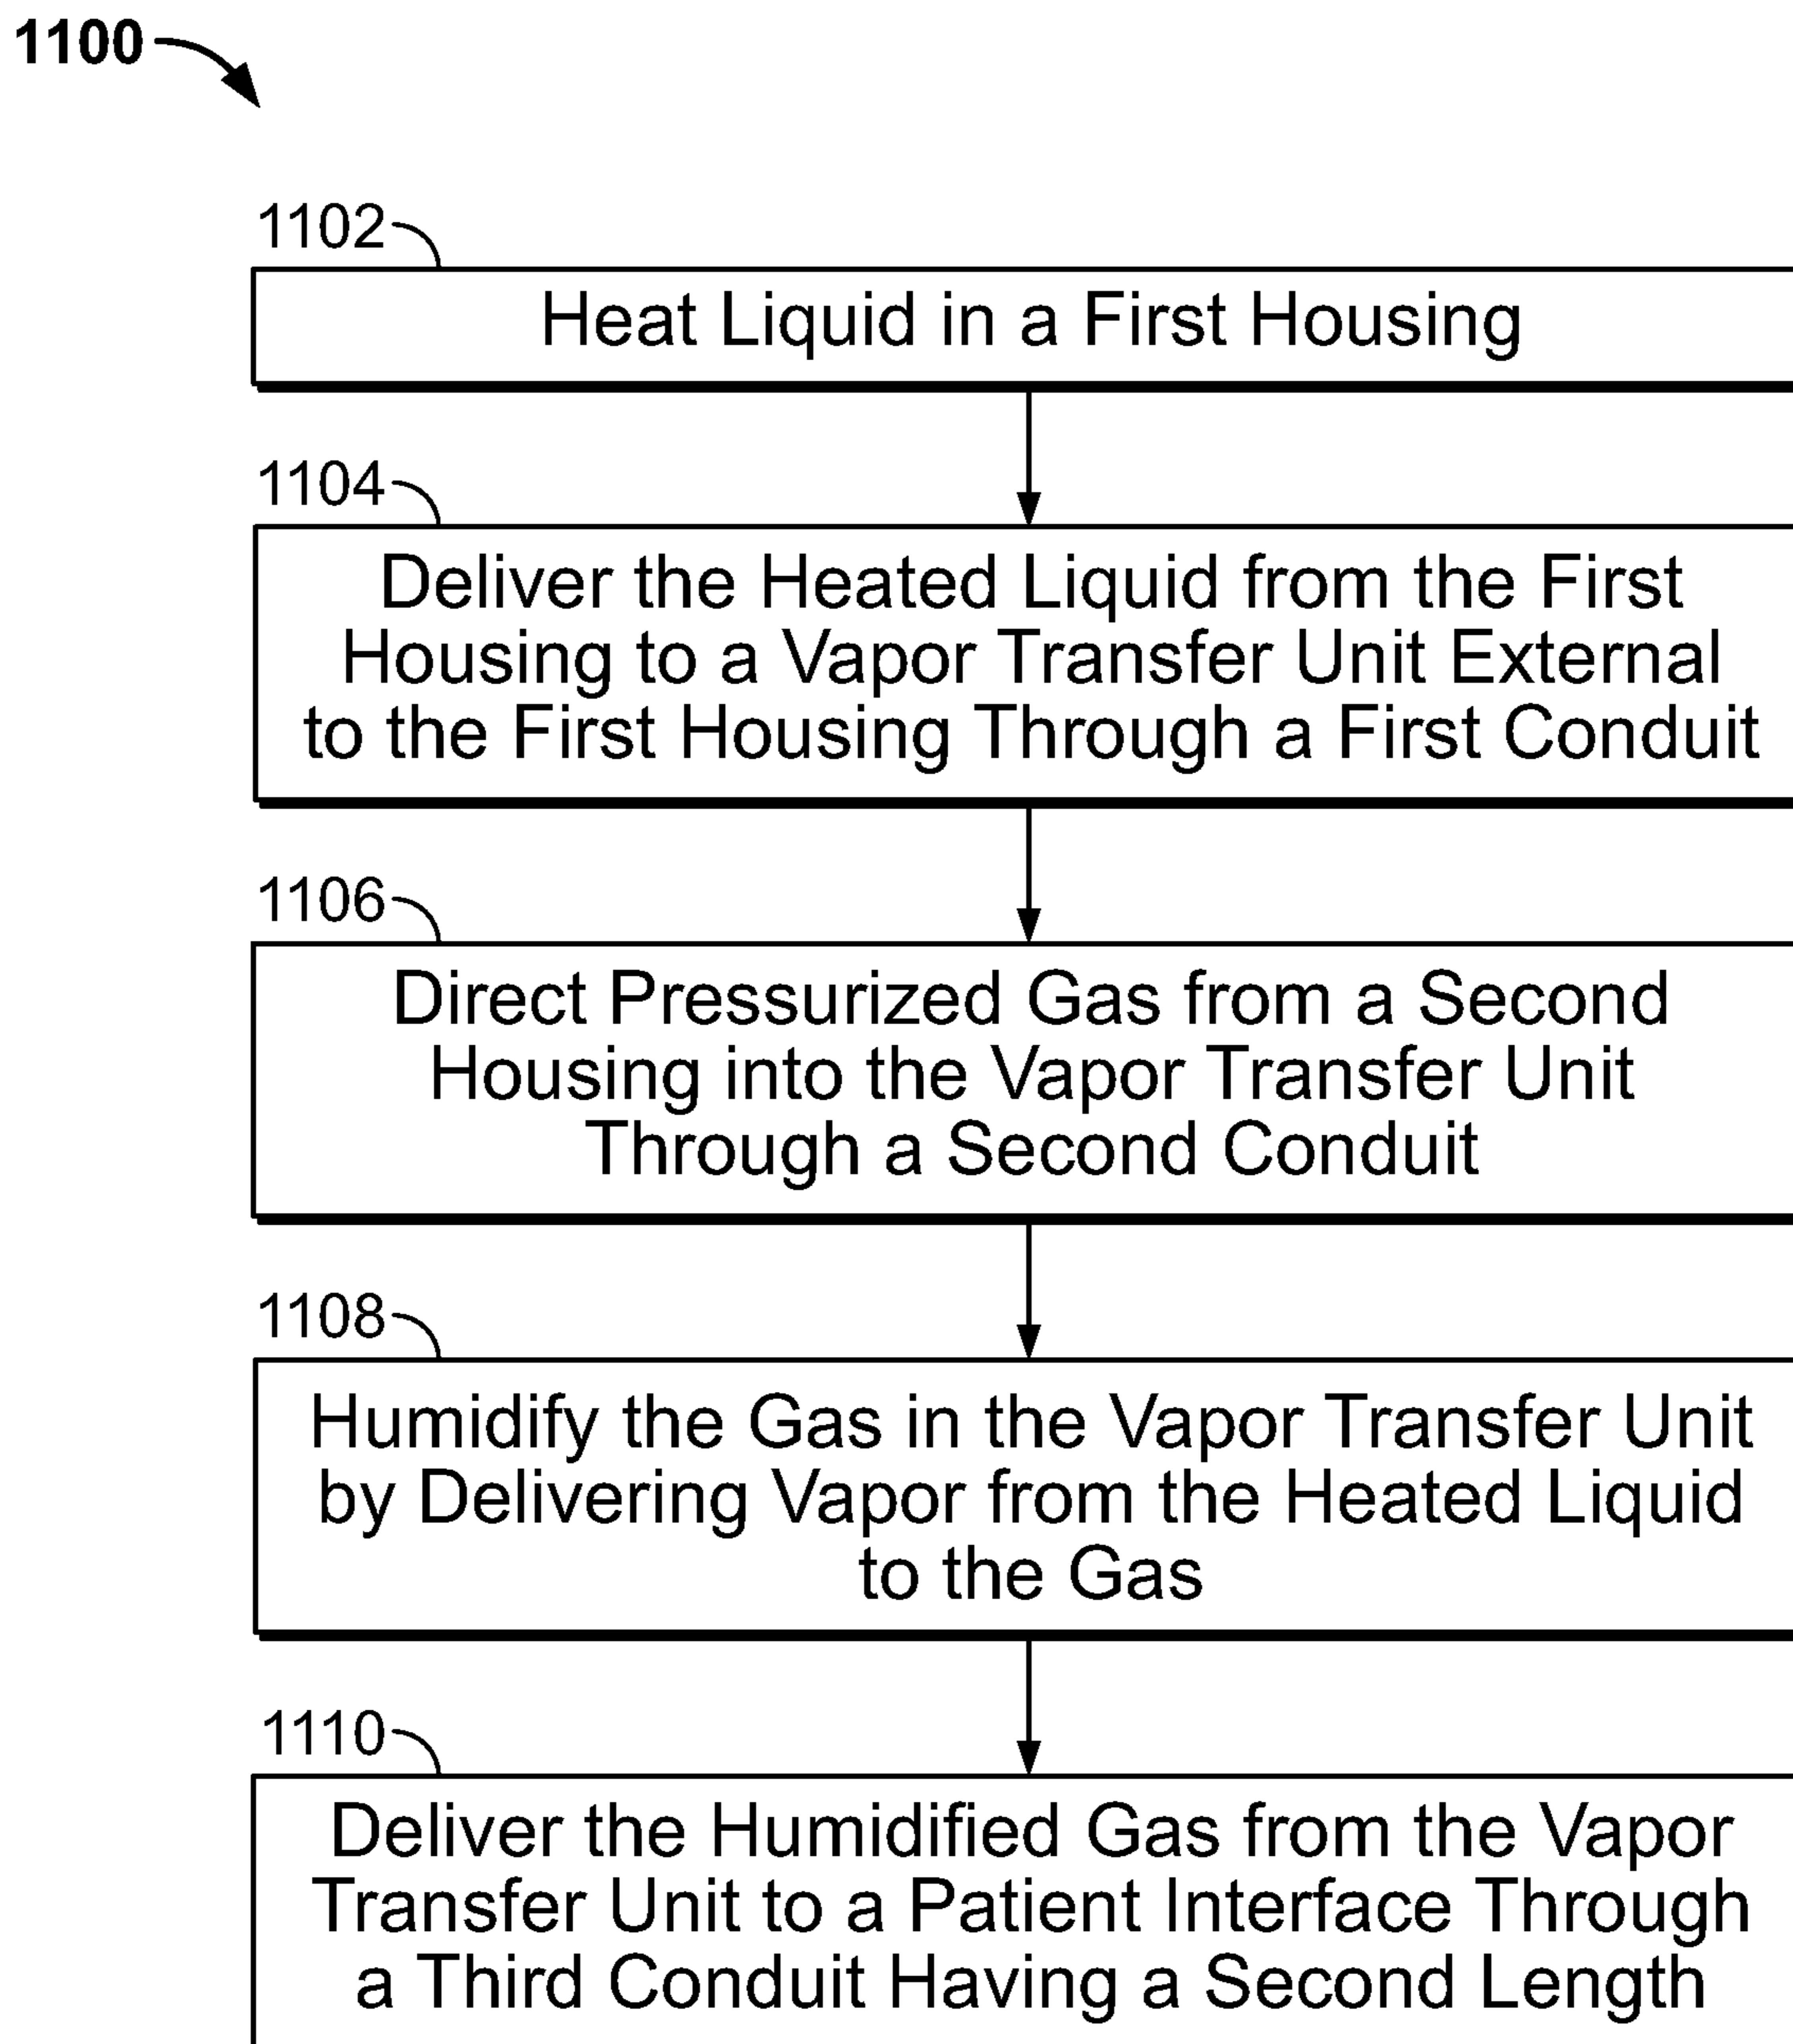 1100
1102
Heat Liquid in a First Housing
1104
Deliver the Heated Liquid from the First
Housing to a Vapor Transfer Unit External
to the First Housing Through a First Conduit
1106
Direct Pressurized Gas from a Second
Housing into the Vapor Transfer Unit
Through a Second Conduit
1108
Humidify the Gas in the Vapor Transfer Unit
by Delivering Vapor from the Heated Liquid
to the Gas
1110
Deliver the Humidified Gas from the Vapor
Transfer Unit to a Patient Interface Through
a Third Conduit Having a Second Length